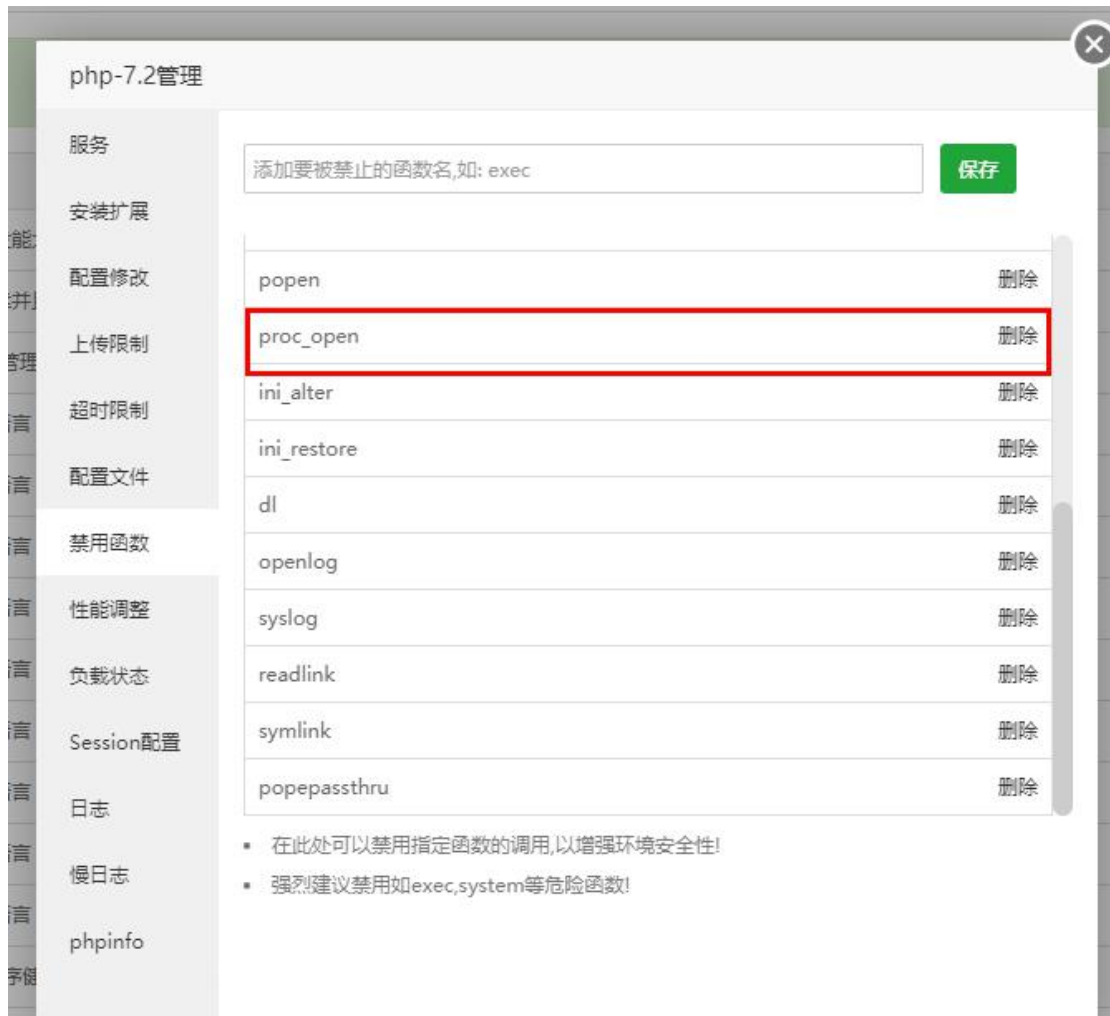 php-7.2管理
服务
安装扩展
配置修改
上传限制
超时限制
配置文件
禁用函数
性能调整
负载状态
Session配置
日志
慢日志
phpinfo
添加要被禁止的函数名,如: exec
保存
popen 删除
proc_open 删除
ini_alter 删除
ini_restore 删除
dl 删除
openlog 删除
syslog 删除
readlink 删除
symlink 删除
popepassthru 删除
在此处可以禁用指定函数的调用,以增强环境安全性!
强烈建议禁用如exec,system等危险函数!